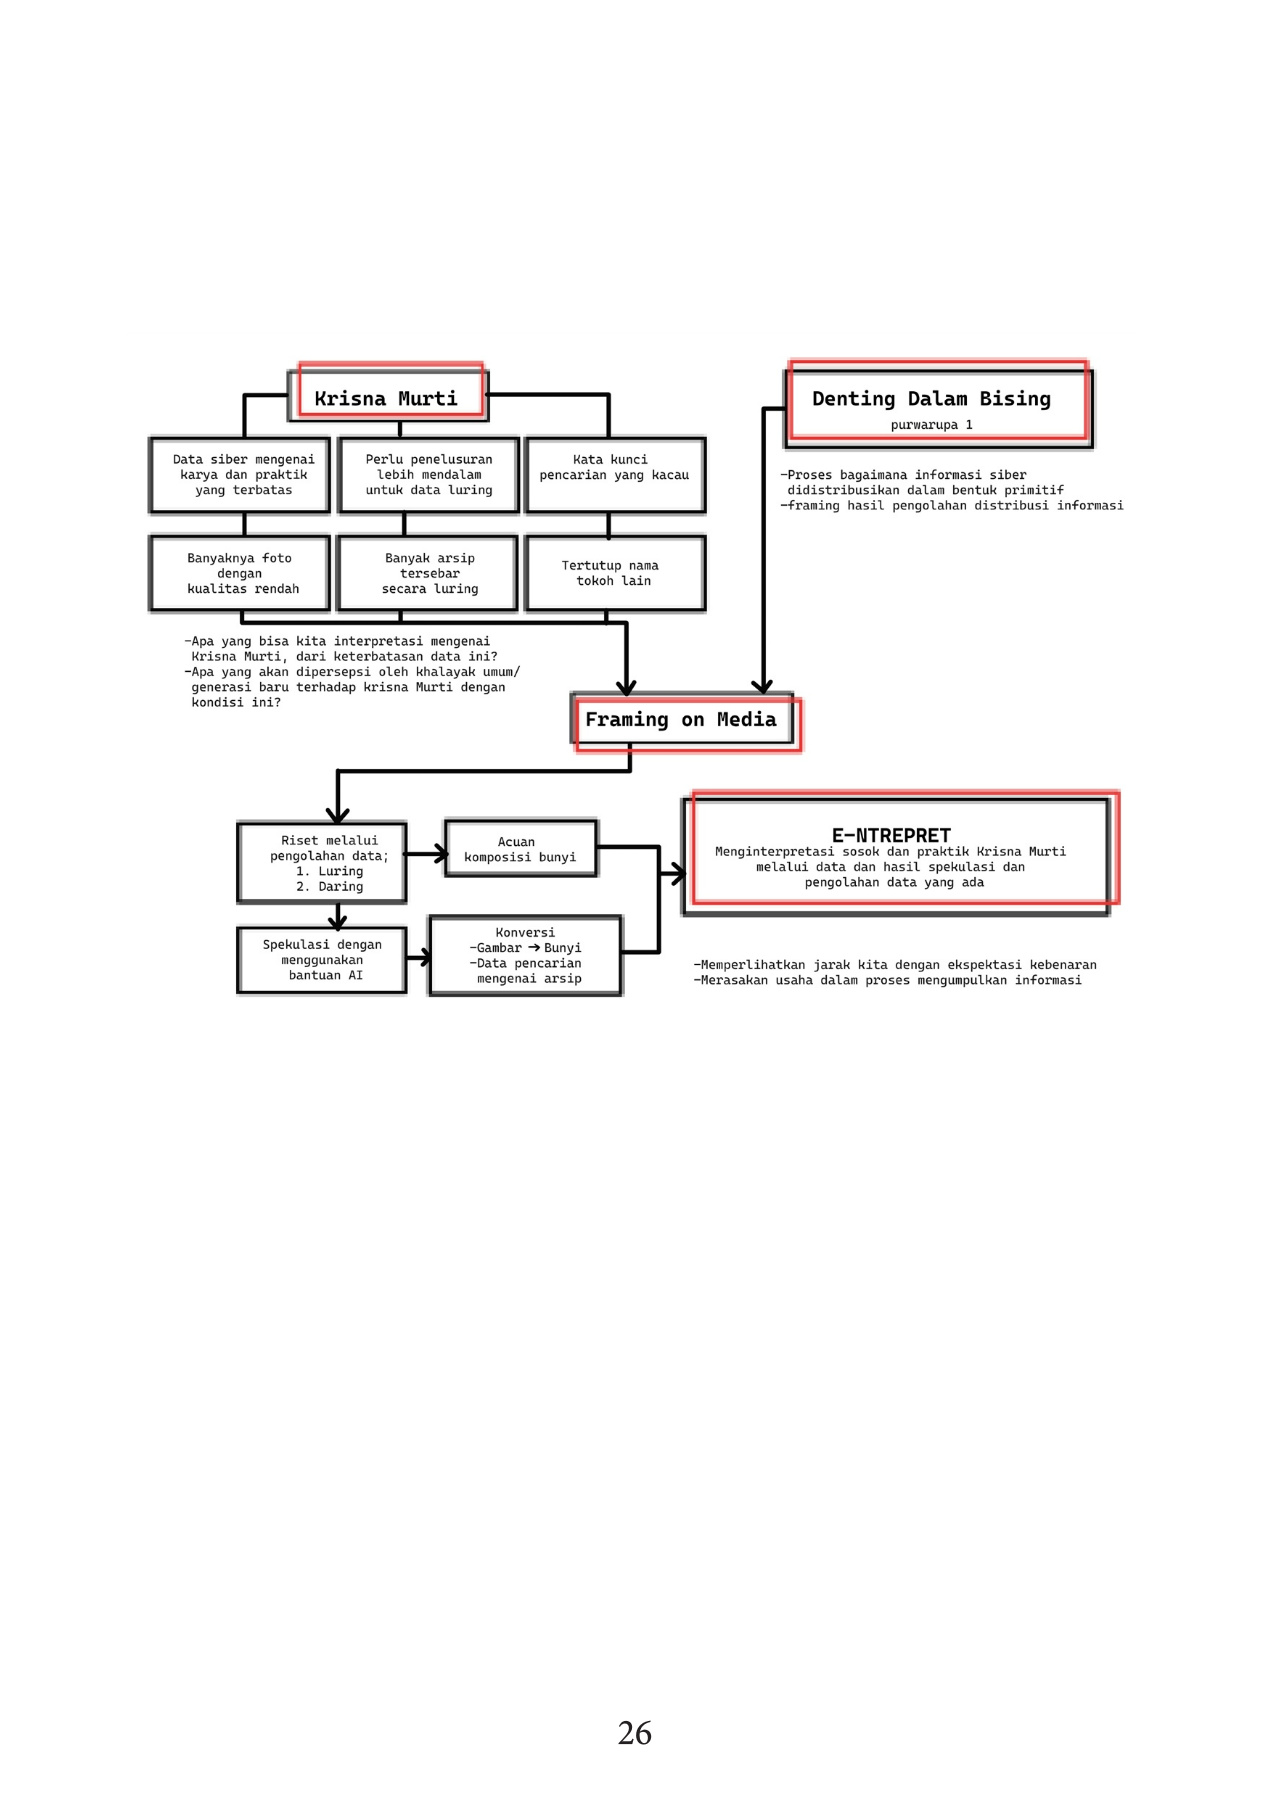 Krisna Murti
Data siber mengenai
karya dan praktik
yang terbatas
Perlu penelusuran
lebih mendalam
untuk data luring
Kata kunci
pencarian yang kacau
Banyaknya foto
dengan
kualitas rendah
Banyak arsip
tersebar
secara luring
Tertutup nama
tokoh lain
-Apa yang bisa kita interpretasi mengenai
Krisna Murti, dari keterbatasan data ini?
-Apa yang akan dipersepsi oleh khalayak umum/
generasi baru terhadap krisna Murti dengan
kondisi ini?
Denting Dalam Bising
purwarupa 1
-Proses bagaimana informasi siber
didistribusikan dalam bentuk primitif
-framing hasil pengolahan distribusi informasi
Framing on Media
Riset melalui
pengolahan data;
1. Luring
2. Daring
Acuan
komposisi bunyi
Spekulasi dengan
menggunakan
bantuan AI
Konversi
-Gambar → Bunyi
-Data pencarian
mengenai arsip
E-NTREPRET
Menginterpretasi sosok dan praktik Krisna Murti
melalui data dan hasil spekulasi dan
pengolahan data yang ada
-Memperlihatkan jarak kita dengan ekspektasi kebenaran
-Merasakan usaha dalam proses mengumpulkan informasi
26